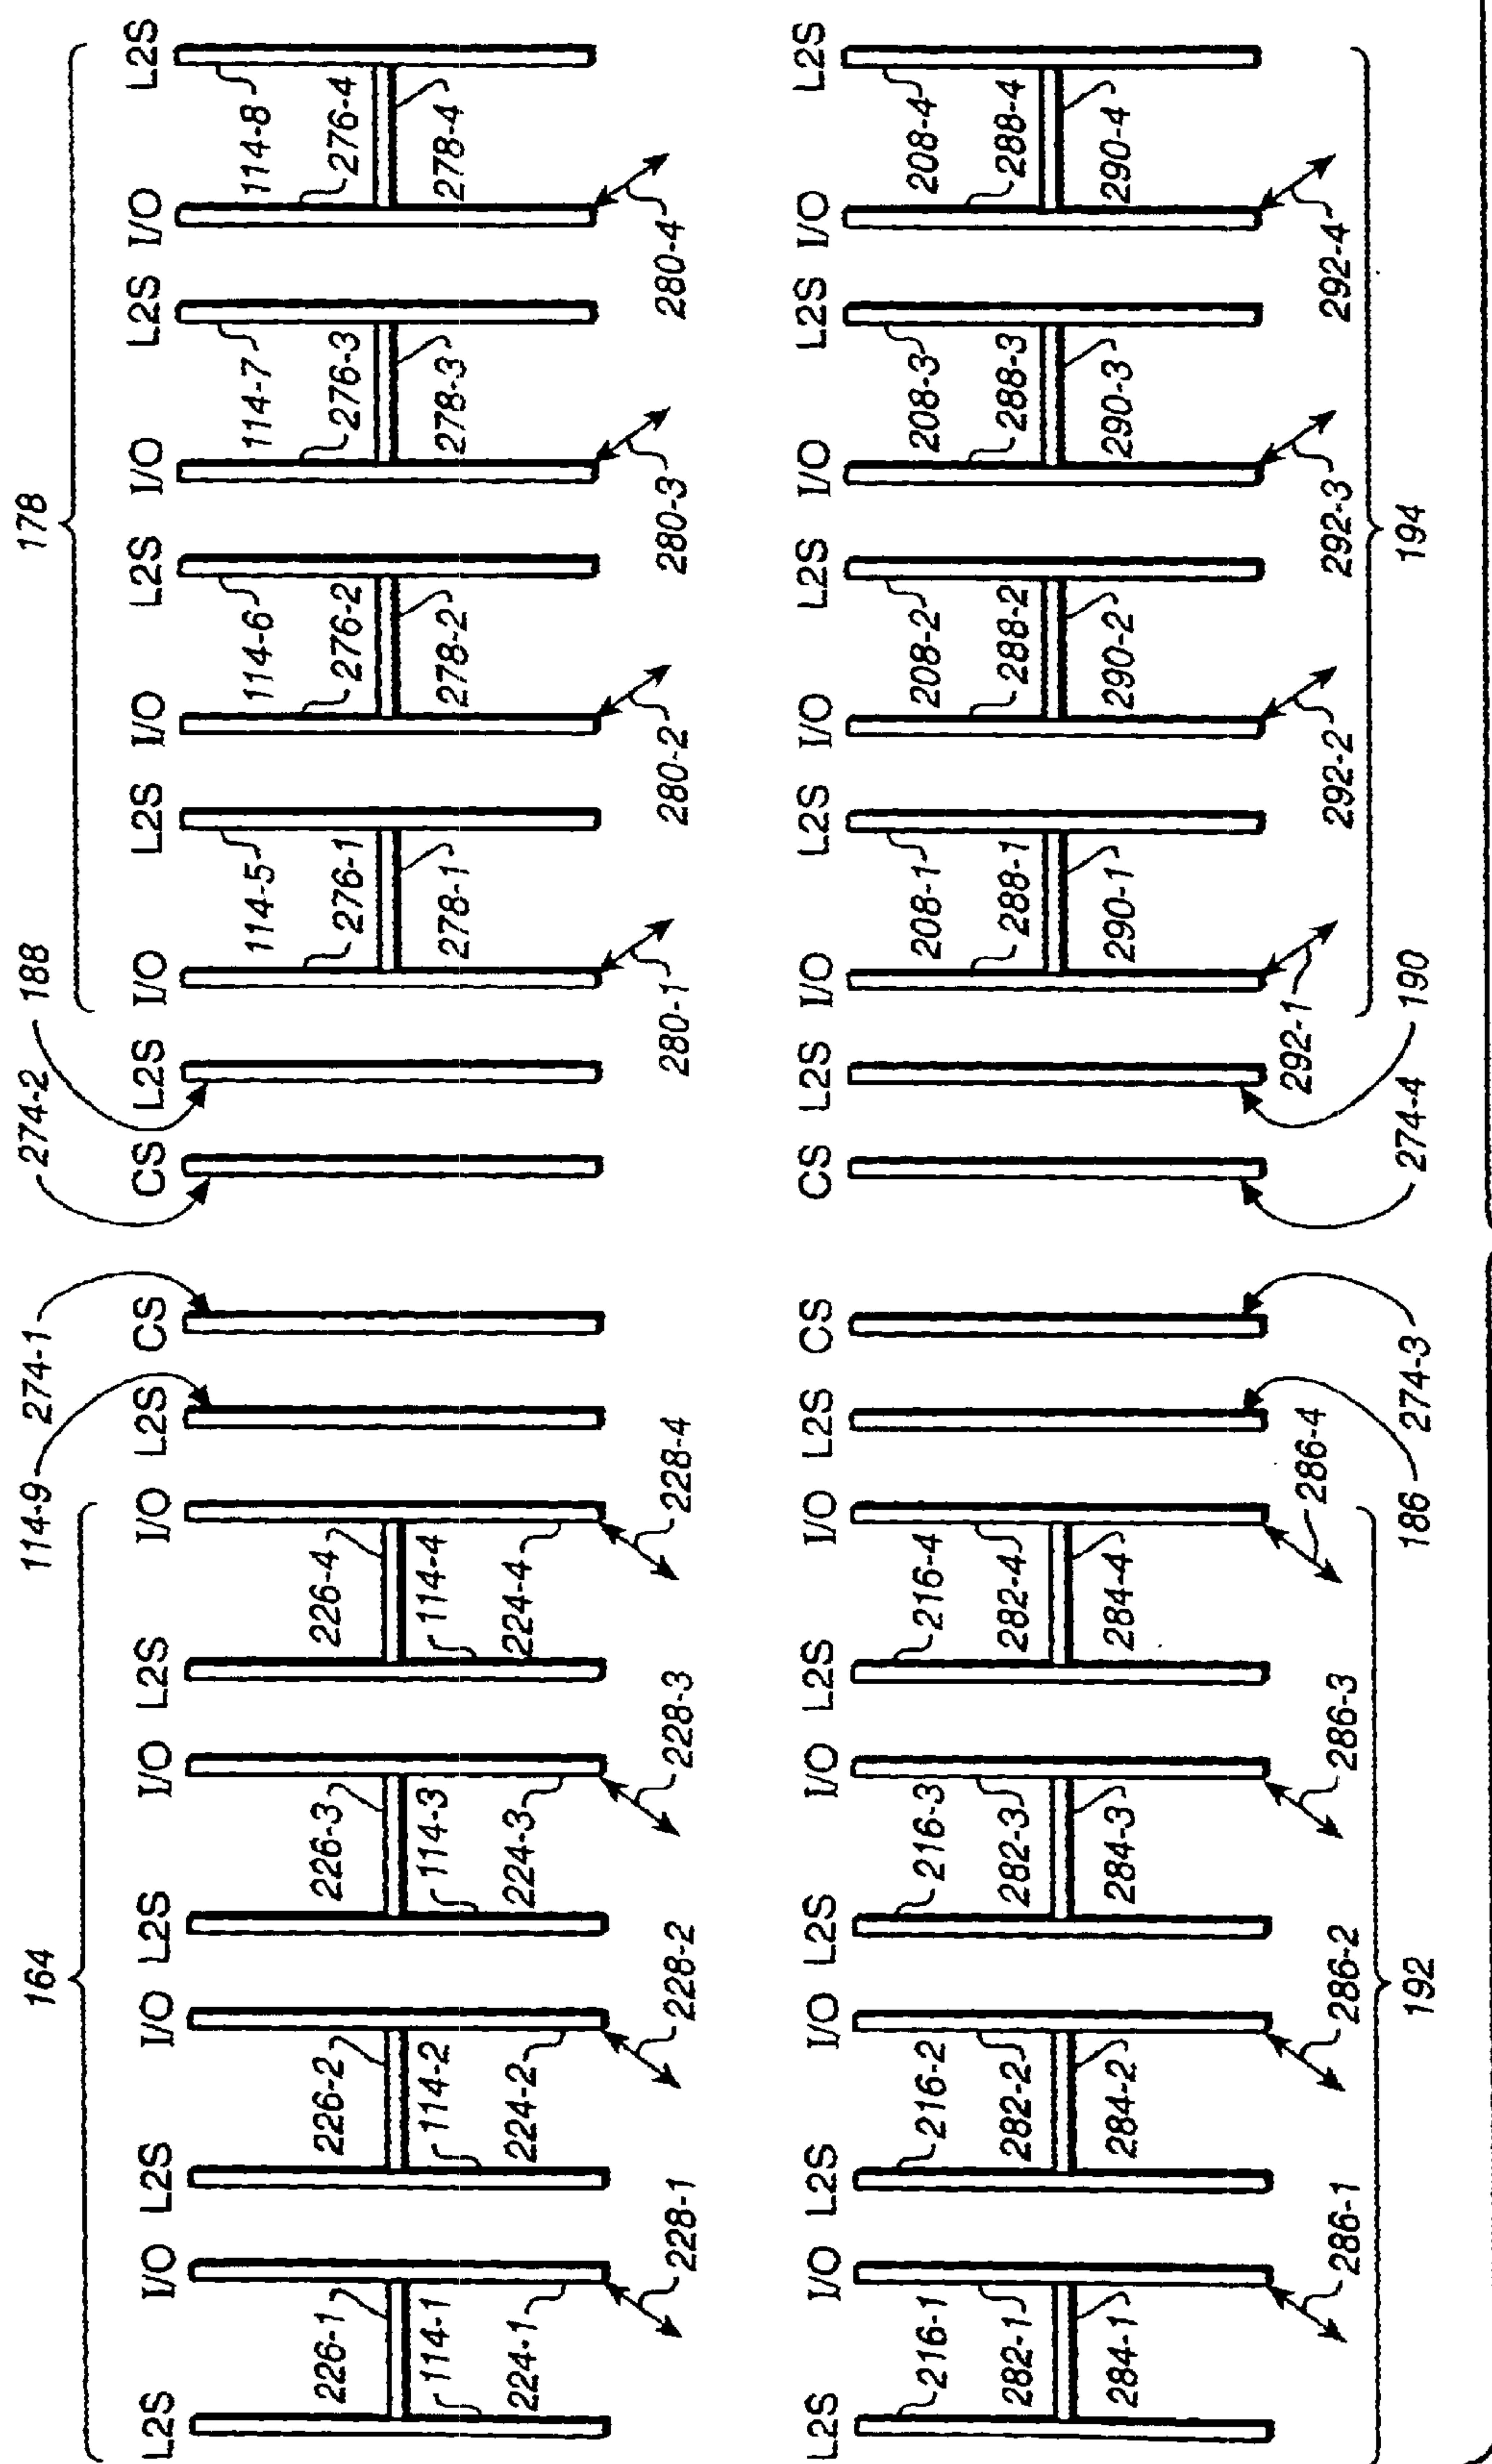 164 114-9 274-1 274-2 188 178
L2S I/O L2S I/O L2S I/O L2S I/O L2S CS CS L2S I/O L2S I/O L2S I/O L2S I/O L2S
114-5 114-6 114-7 114-8
226-1 226-2 226-3 226-4 276-1 276-2 276-3 276-4
114-1 114-2 114-3 114-4 278-1 278-2 278-3 278-4
224-1 224-2 224-3 224-4
228-1 228-2 228-3 228-4 280-1 280-2 280-3 280-4
L2S I/O L2S I/O L2S I/O L2S I/O L2S CS CS L2S I/O L2S I/O L2S I/O L2S I/O L2S
216-1 216-2 216-3 216-4 208-1 208-2 208-3 208-4
282-1 282-2 282-3 282-4 288-1 288-2 288-3 288-4
284-1 284-2 284-3 284-4 290-1 290-2 290-3 290-4
286-1 286-2 286-3 286-4 292-1 292-2 292-3 292-4
192 186 274-3 274-4 190 194